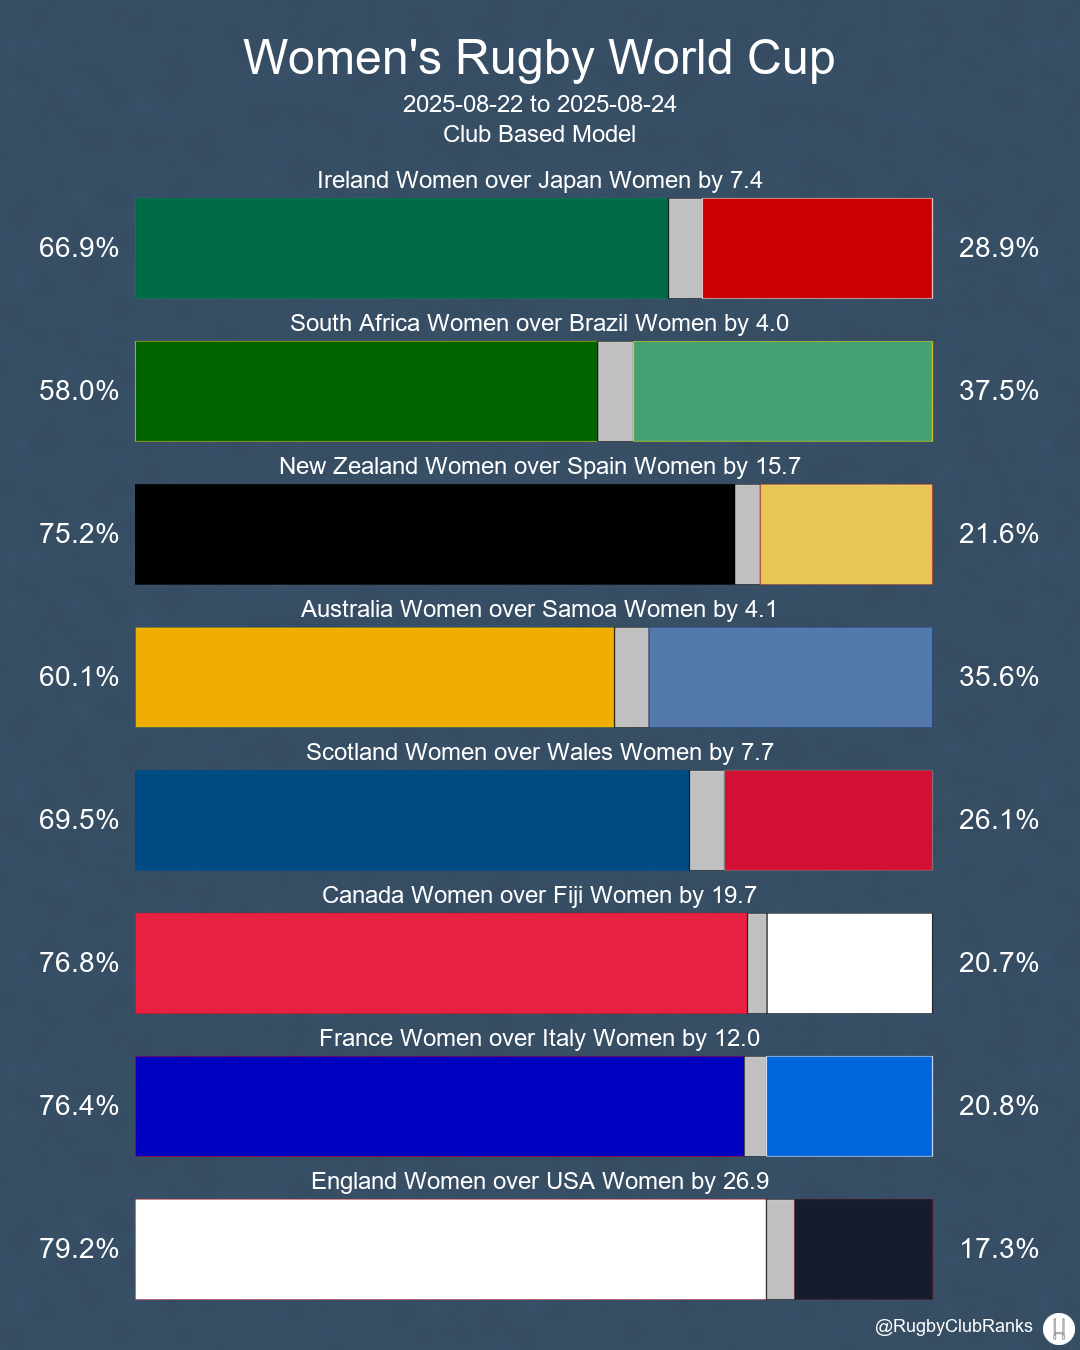 Women's Rugby World Cup
2025-08-22 to 2025-08-24
Club Based Model
Ireland Women over Japan Women by 7.4
66.9%
28.9%
South Africa Women over Brazil Women by 4.0
58.0%
37.5%
New Zealand Women over Spain Women by 15.7
75.2%
21.6%
Australia Women over Samoa Women by 4.1
60.1%
35.6%
Scotland Women over Wales Women by 7.7
69.5%
26.1%
Canada Women over Fiji Women by 19.7
76.8%
20.7%
France Women over Italy Women by 12.0
76.4%
20.8%
England Women over USA Women by 26.9
79.2%
17.3%
@RugbyClubRanks